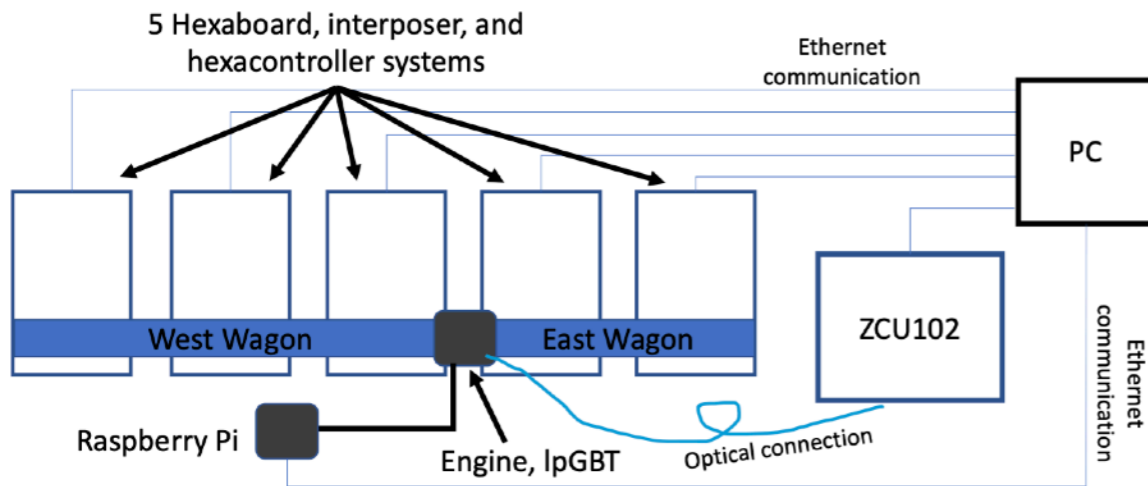 5 Hexaboard, interposer, and
hexacontroller systems
Ethernet
communication
PC
West Wagon
East Wagon
ZCU102
Ethernet
communication
Raspberry Pi
Engine, lpGBT
Optical connection